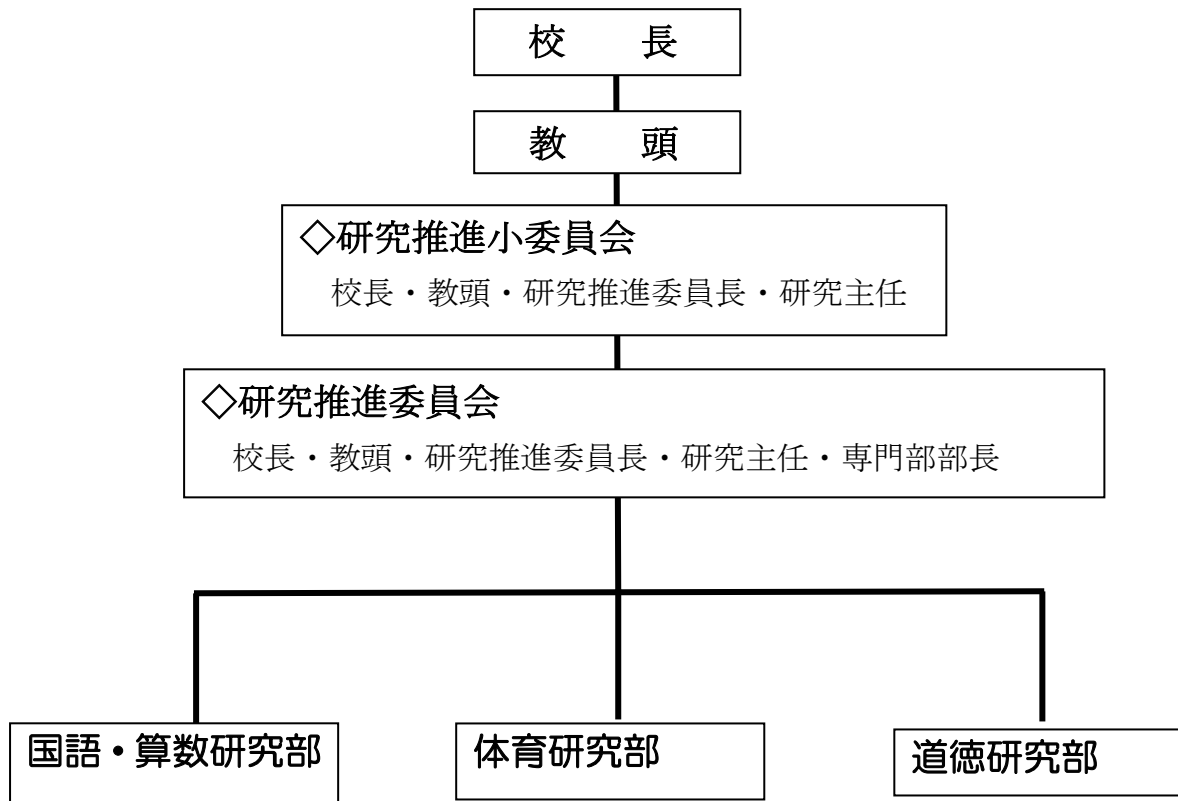 校　　長
教　　頭
◇研究推進小委員会
校長・教頭・研究推進委員長・研究主任
◇研究推進委員会
校長・教頭・研究推進委員長・研究主任・専門部部長
国語・算数研究部
体育研究部
道徳研究部